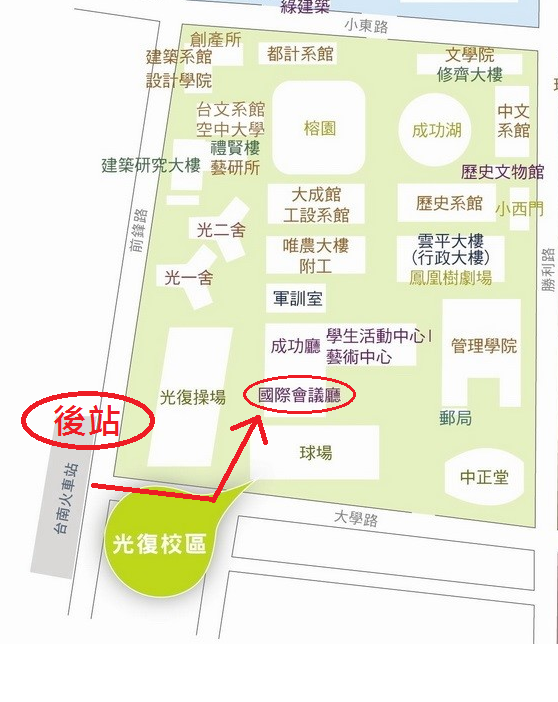 綠建築
小東路
創產所
建築系館
設計學院
都計系館
文學院
修齊大樓
台文系館
空中大學
禮賢樓
藝研所
建築研究大樓
榕園
成功湖
中文
系館
歷史文物館
大成館
工設系館
歷史系館
小西門
前鋒路
光二舍
唯農大樓
附工
雲平大樓
(行政大樓)
鳳凰樹劇場
勝利路
光一舍
軍訓室
成功廳
學生活動中心I
藝術中心
管理學院
光復操場
國際會議廳
郵局
後站
球場
中正堂
台南火車站
大學路
光復校區